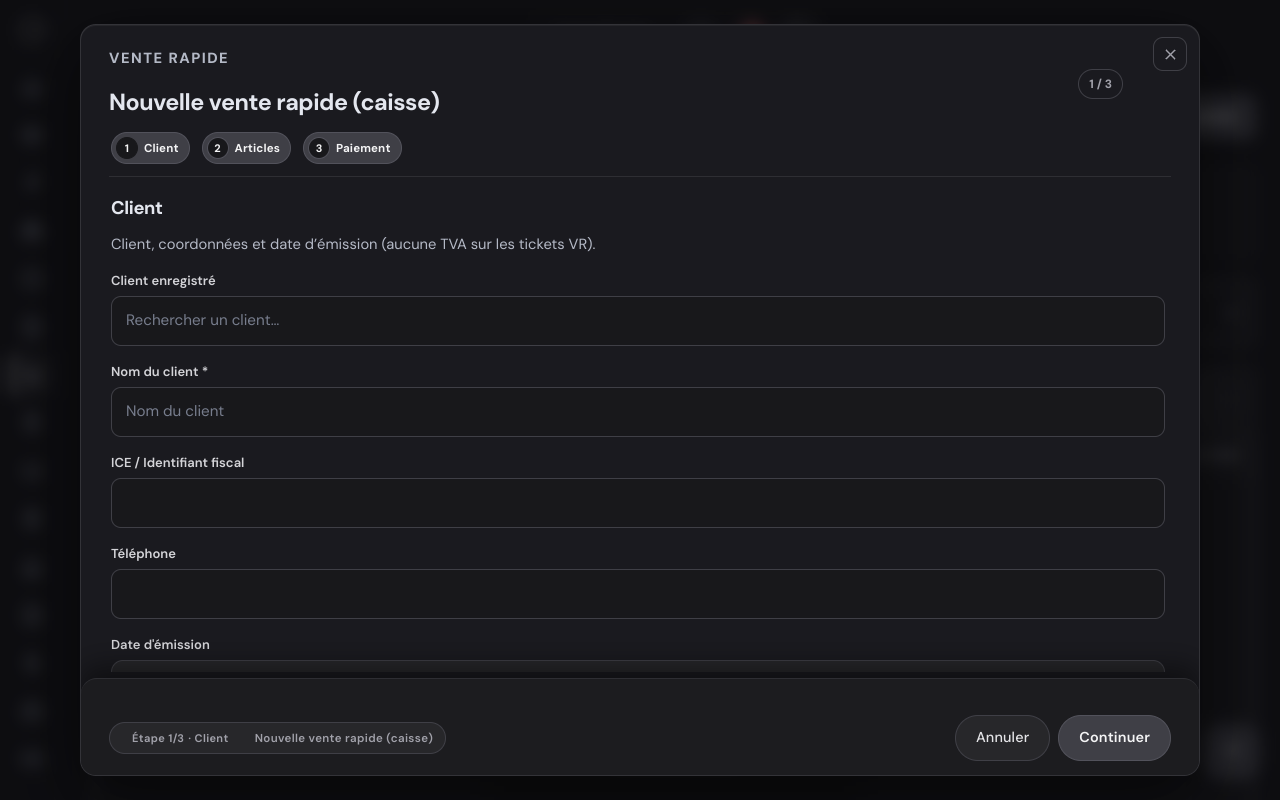 VENTE RAPIDE
Nouvelle vente rapide (caisse)
1 / 3
1 Client
2 Articles
3 Paiement
Client
Client, coordonnées et date d’émission (aucune TVA sur les tickets VR).
Client enregistré
Rechercher un client…
Nom du client *
Nom du client
ICE / Identifiant fiscal
Téléphone
Date d'émission
Étape 1/3 · Client
Nouvelle vente rapide (caisse)
Annuler
Continuer